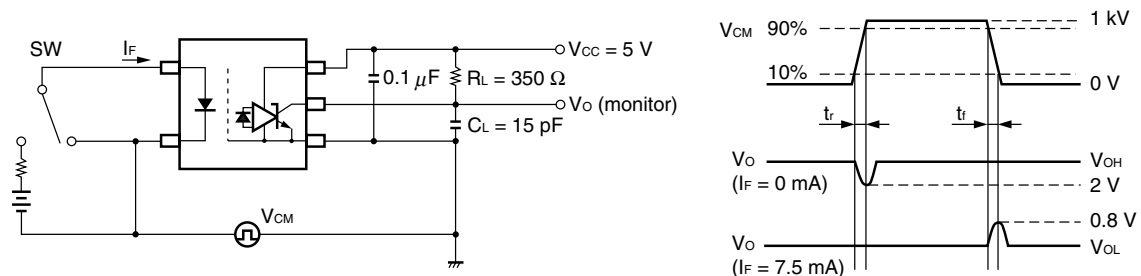 SW
IF
VCC = 5 V
0.1 μF
RL = 350 Ω
VO (monitor)
CL = 15 pF
VCM
VCM 90%
1 kV
10%
0 V
tr
tf
VO
(IF = 0 mA)
VOH
2 V
0.8 V
VO
(IF = 7.5 mA)
VOL